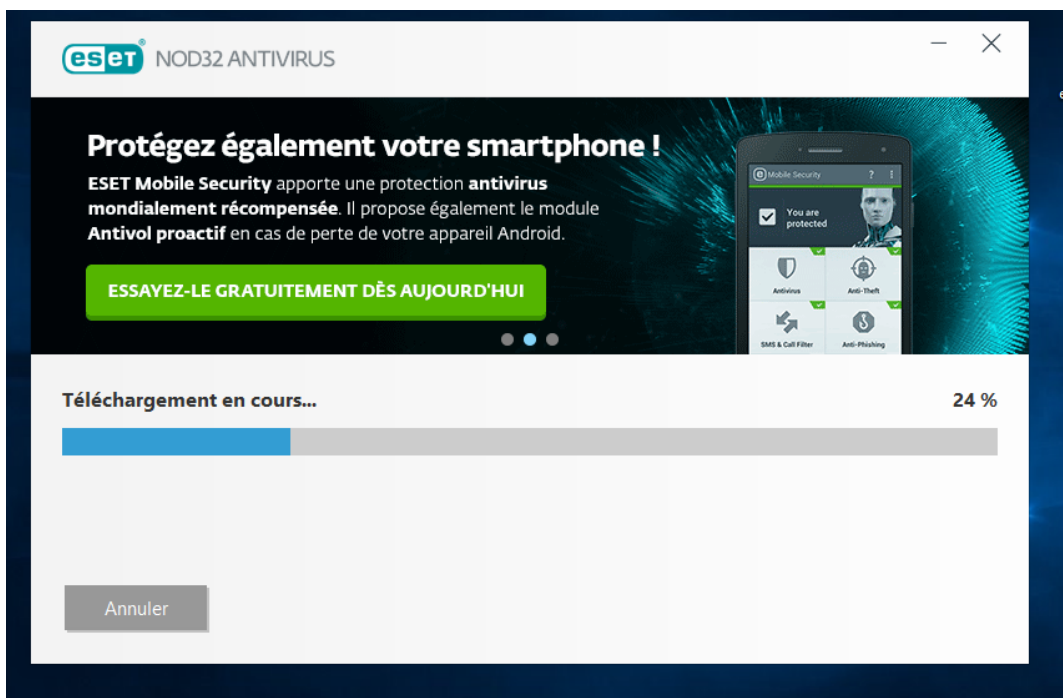 eset® NOD32 ANTIVIRUS
Protégez également votre smartphone !
ESET Mobile Security apporte une protection antivirus
mondialement récompensée. Il propose également le module
Antivol proactif en cas de perte de votre appareil Android.
ESSAYEZ-LE GRATUITEMENT DÈS AUJOURD'HUI
e Mobile Security ?
You are
protected
Antivirus Anti-Theft
SMS & Call Filter Anti-Phishing
Téléchargement en cours... 24 %
Annuler